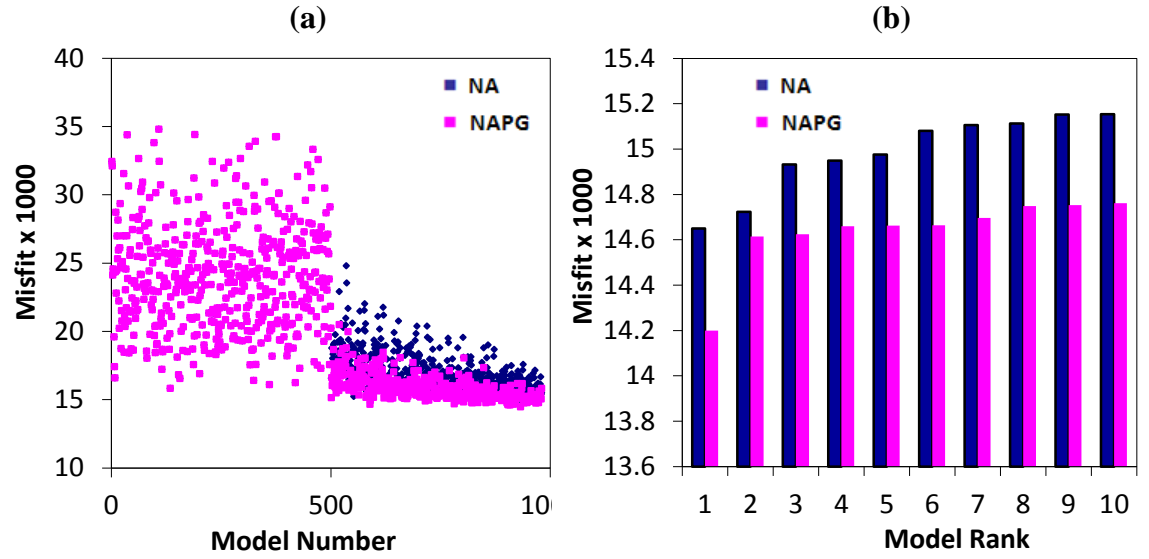 (a)
40
35
30
25
20
15
10
Misfit x 1000
NA
NAPG
0
500
100
Model Number
(b)
15.4
15.2
15
14.8
14.6
14.4
14.2
14
13.8
13.6
Misfit x 1000
NA
NAPG
1 2 3 4 5 6 7 8 9 10
Model Rank